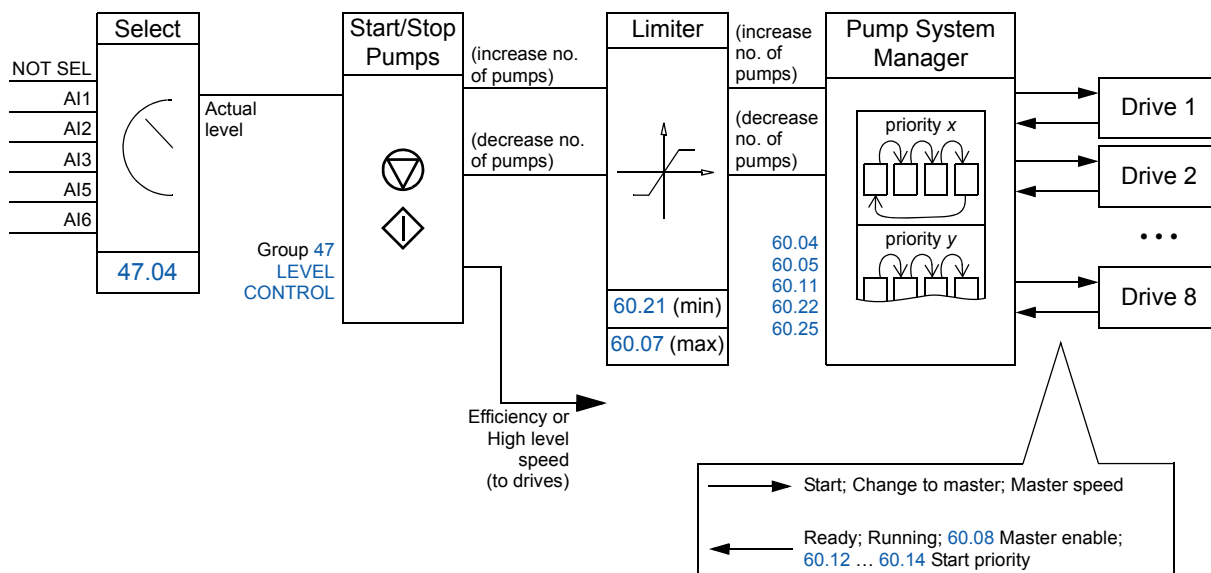 Select
NOT SEL
AI1
AI2
AI3
AI5
AI6
47.04
Actual
level
Start/Stop
Pumps
Group 47
LEVEL
CONTROL
(increase no.
of pumps)
(decrease no.
of pumps)
Efficiency or
High level
speed
(to drives)
Limiter
60.21 (min)
60.07 (max)
(increase
no. of
pumps)
(decrease
no. of
pumps)
60.04
60.05
60.11
60.22
60.25
Pump System
Manager
priority x
priority y
Drive 1
Drive 2
• • •
Drive 8
Start; Change to master; Master speed
Ready; Running; 60.08 Master enable;
60.12 … 60.14 Start priority